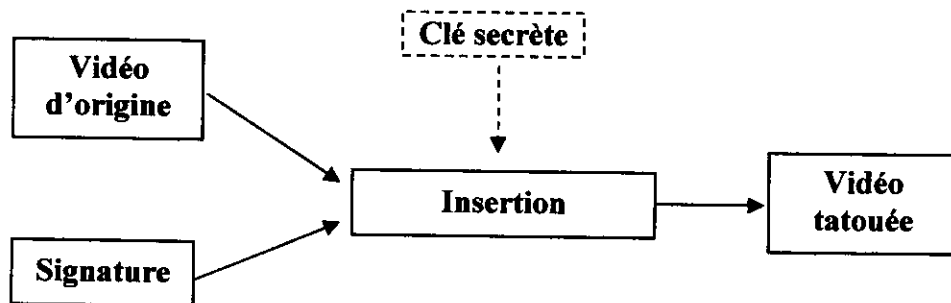 Clé secrète
Vidéo
d'origine
Insertion
Vidéo
tatouée
Signature